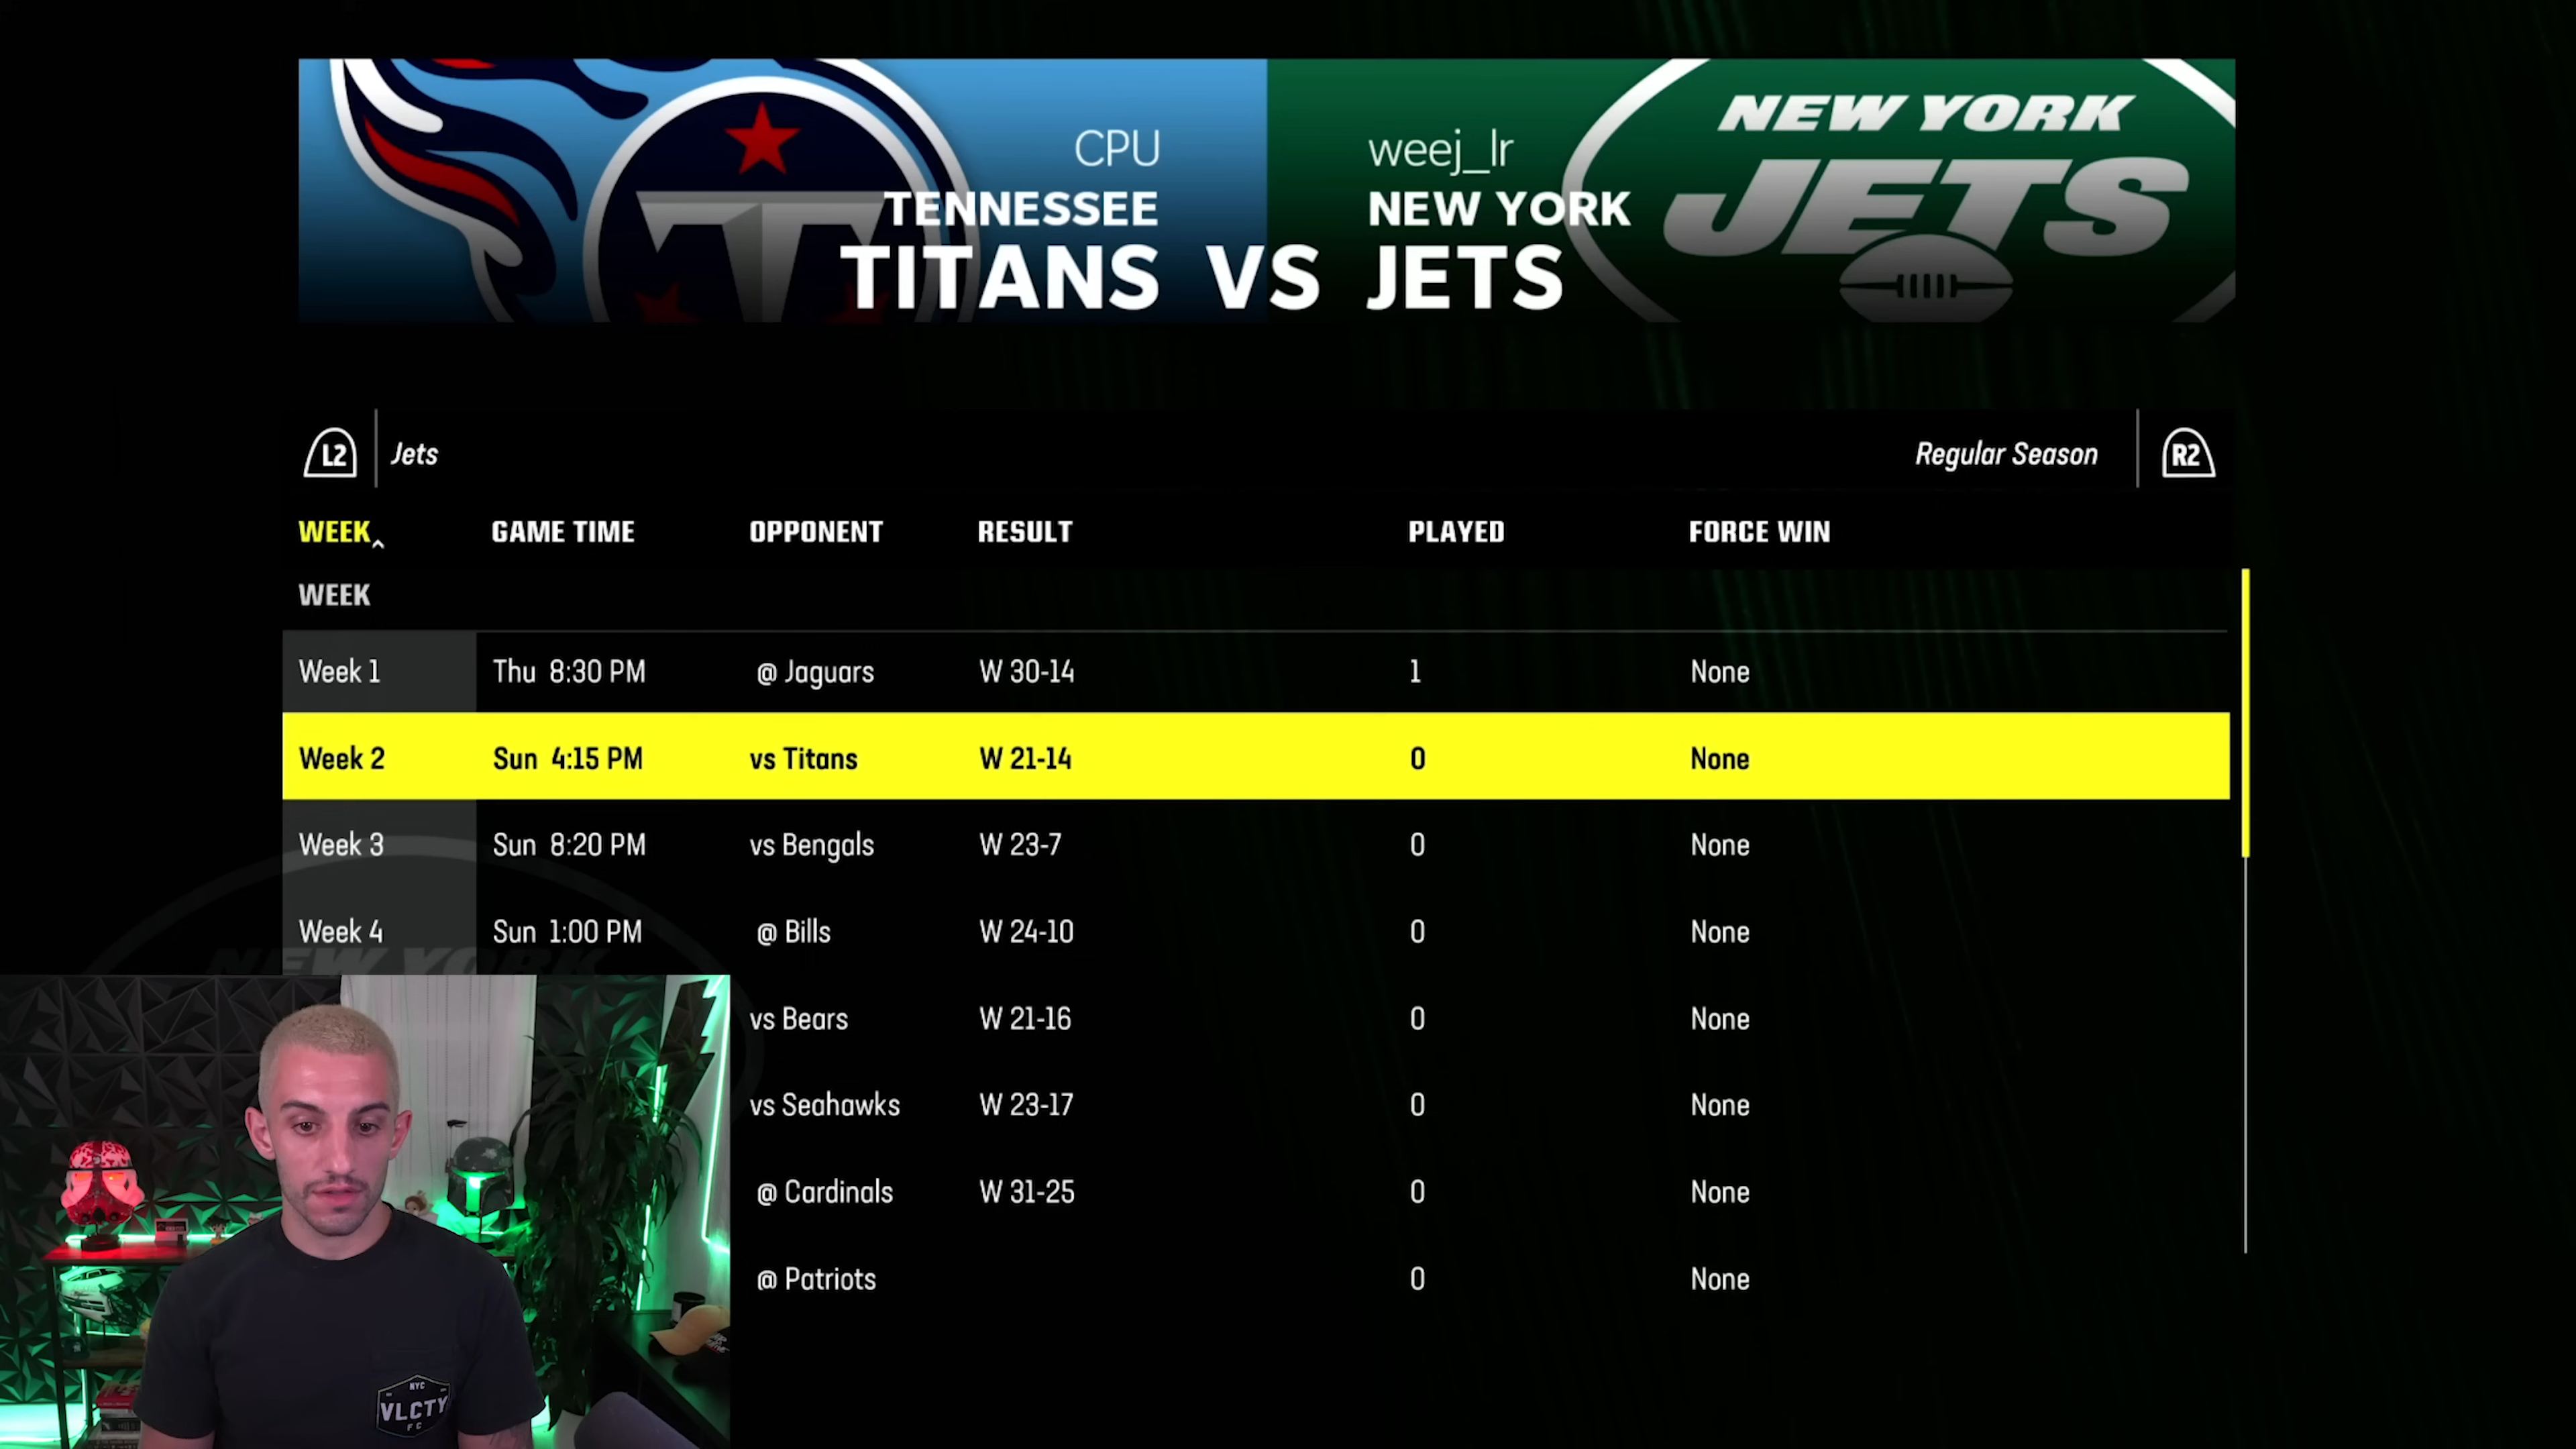 CPU
TENNESSEE
TITANS VS JETS
weej_lr
NEW YORK
NEW YORK
JETS
L2 Jets
Regular Season R2
WEEK GAME TIME OPPONENT RESULT PLAYED FORCE WIN
WEEK
Week 1 Thu 8:30 PM @ Jaguars W 30-14 1 None
Week 2 Sun 4:15 PM vs Titans W 21-14 0 None
Week 3 Sun 8:20 PM vs Bengals W 23-7 0 None
Week 4 Sun 1:00 PM @ Bills W 24-10 0 None
NEW YORK
vs Bears W 21-16 0 None
vs Seahawks W 23-17 0 None
@ Cardinals W 31-25 0 None
@ Patriots 0 None
NYC
VLCTY
FC